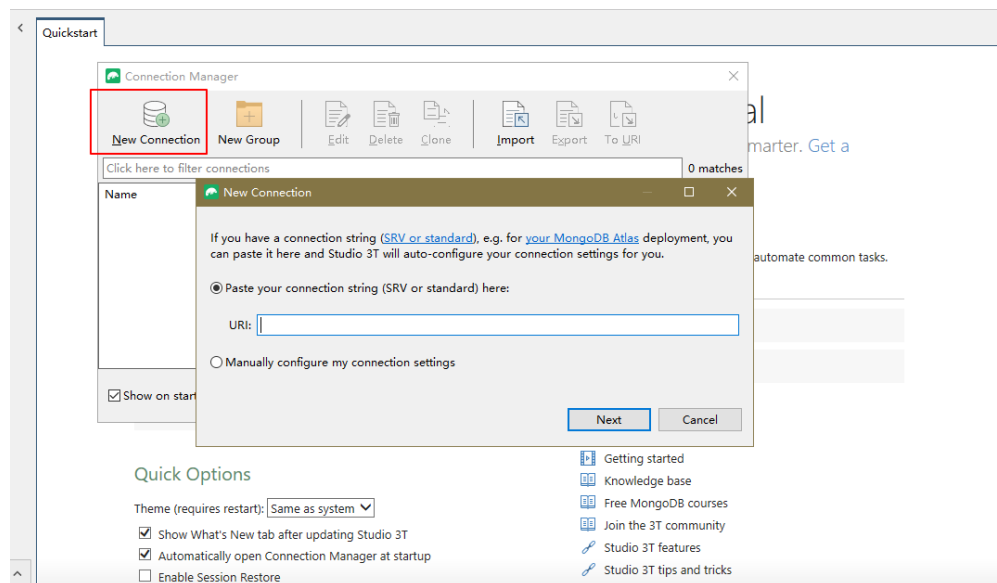 Quickstart
Connection Manager
New Connection New Group Edit Delete Clone Import Export To URI
al
marter. Get a
Click here to filter connections 0 matches
Name
New Connection
If you have a connection string (SRV or standard), e.g. for your MongoDB Atlas deployment, you
can paste it here and Studio 3T will auto-configure your connection settings for you.
automate common tasks.
Paste your connection string (SRV or standard) here:
URI:
Manually configure my connection settings
Show on start
Next Cancel
Quick Options
Theme (requires restart): Same as system
Show What's New tab after updating Studio 3T
Automatically open Connection Manager at startup
Enable Session Restore
Getting started
Knowledge base
Free MongoDB courses
Join the 3T community
Studio 3T features
Studio 3T tips and tricks